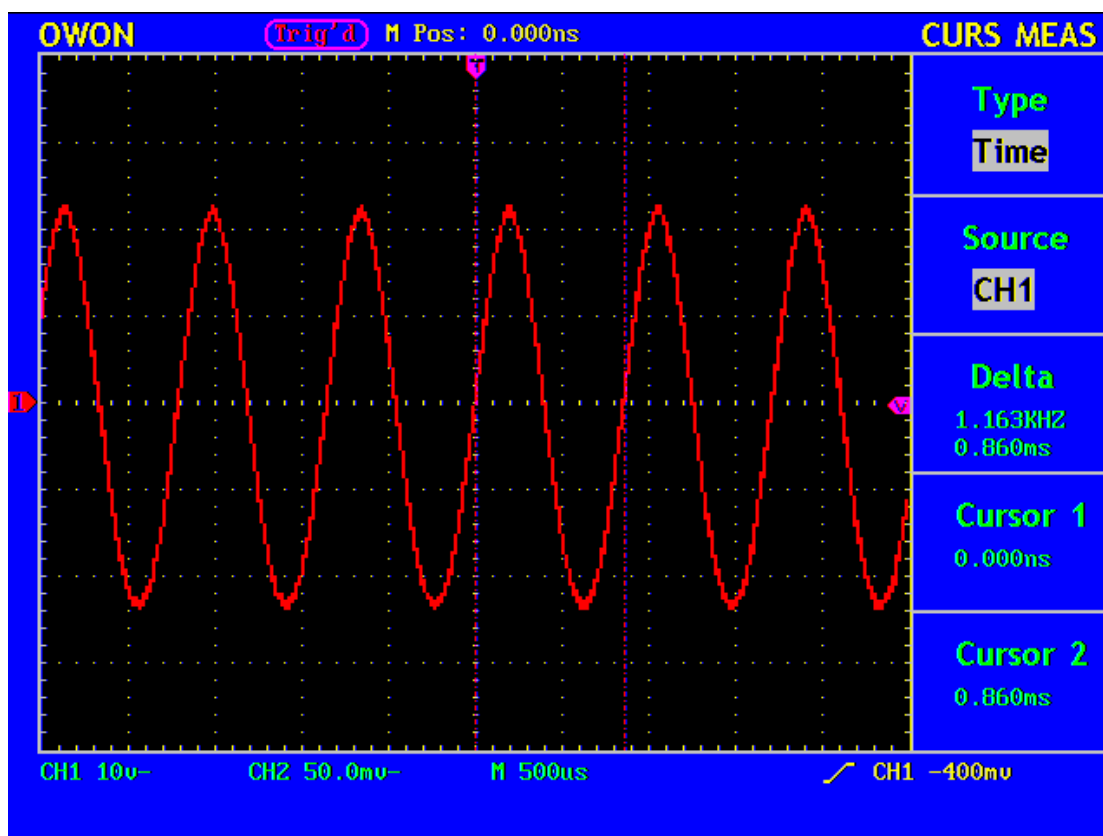 OWON Trig'd M Pos: 0.000ns CURS MEAS
T
Type
Time
Source
CH1
Delta
1.163KHZ
0.860ms
1
V
Cursor 1
0.000ns
Cursor 2
0.860ms
CH1 10v- CH2 50.0mv- M 500us CH1 -400mv